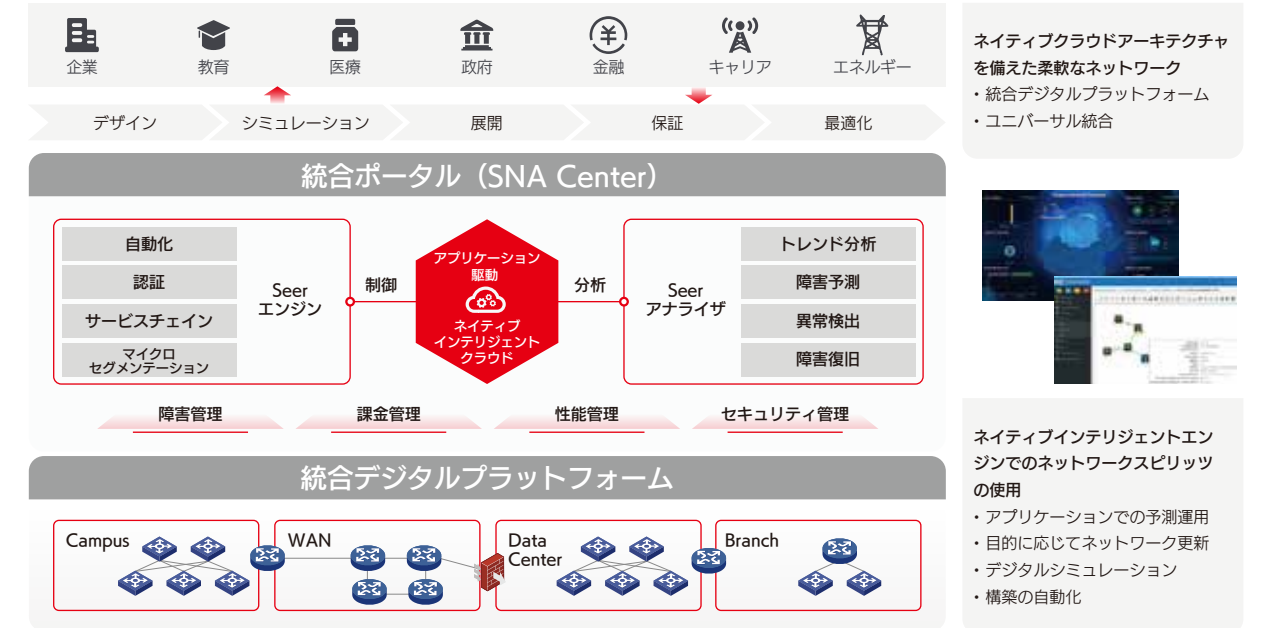 企業
教育
医療
政府
金融
キャリア
エネルギー
デザイン
シミュレーション
展開
保証
最適化
統合ポータル（SNA Center）
自動化
認証
サービスチェイン
マイクロ
セグメンテーション
Seer
エンジン
制御
アプリケーション
駆動
ネイティブ
インテリジェント
クラウド
分析
Seer
アナライザ
トレンド分析
障害予測
異常検出
障害復旧
障害管理
課金管理
性能管理
セキュリティ管理
統合デジタルプラットフォーム
Campus
WAN
Data
Center
Branch
ネイティブクラウドアーキテクチャ
を備えた柔軟なネットワーク
・統合デジタルプラットフォーム
・ユニバーサル統合
ネイティブインテリジェントエン
ジンでのネットワークスピリッツ
の使用
・アプリケーションでの予測運用
・目的に応じてネットワーク更新
・デジタルシミュレーション
・構築の自動化